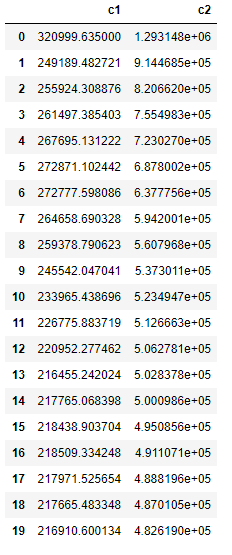 c1 c2
0 320999.635000 1.293148e+06
1 249189.482721 9.144685e+05
2 255924.308876 8.206620e+05
3 261497.385403 7.554983e+05
4 267695.131222 7.230270e+05
5 272871.102442 6.878002e+05
6 272777.598086 6.377756e+05
7 264658.690328 5.942001e+05
8 259378.790623 5.607968e+05
9 245542.047041 5.373011e+05
10 233965.438696 5.234947e+05
11 226775.883719 5.126663e+05
12 220952.277462 5.062781e+05
13 216455.242024 5.028378e+05
14 217765.068398 5.000986e+05
15 218438.903704 4.950856e+05
16 218509.334248 4.911071e+05
17 217971.525654 4.888196e+05
18 217665.483348 4.870105e+05
19 216910.600134 4.826190e+05